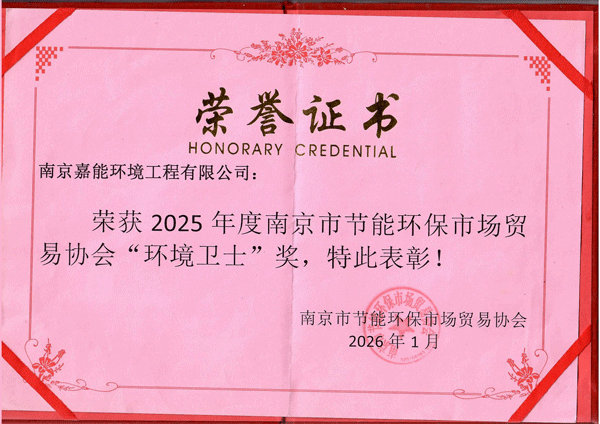 荣誉证书
HONORARY CREDENTIAL
南京嘉能环境工程有限公司：
荣获 2025 年度南京市节能环保市场贸
易协会“环境卫士”奖，特此表彰！
南京市节能环保市场贸易协会
2026 年 1 月